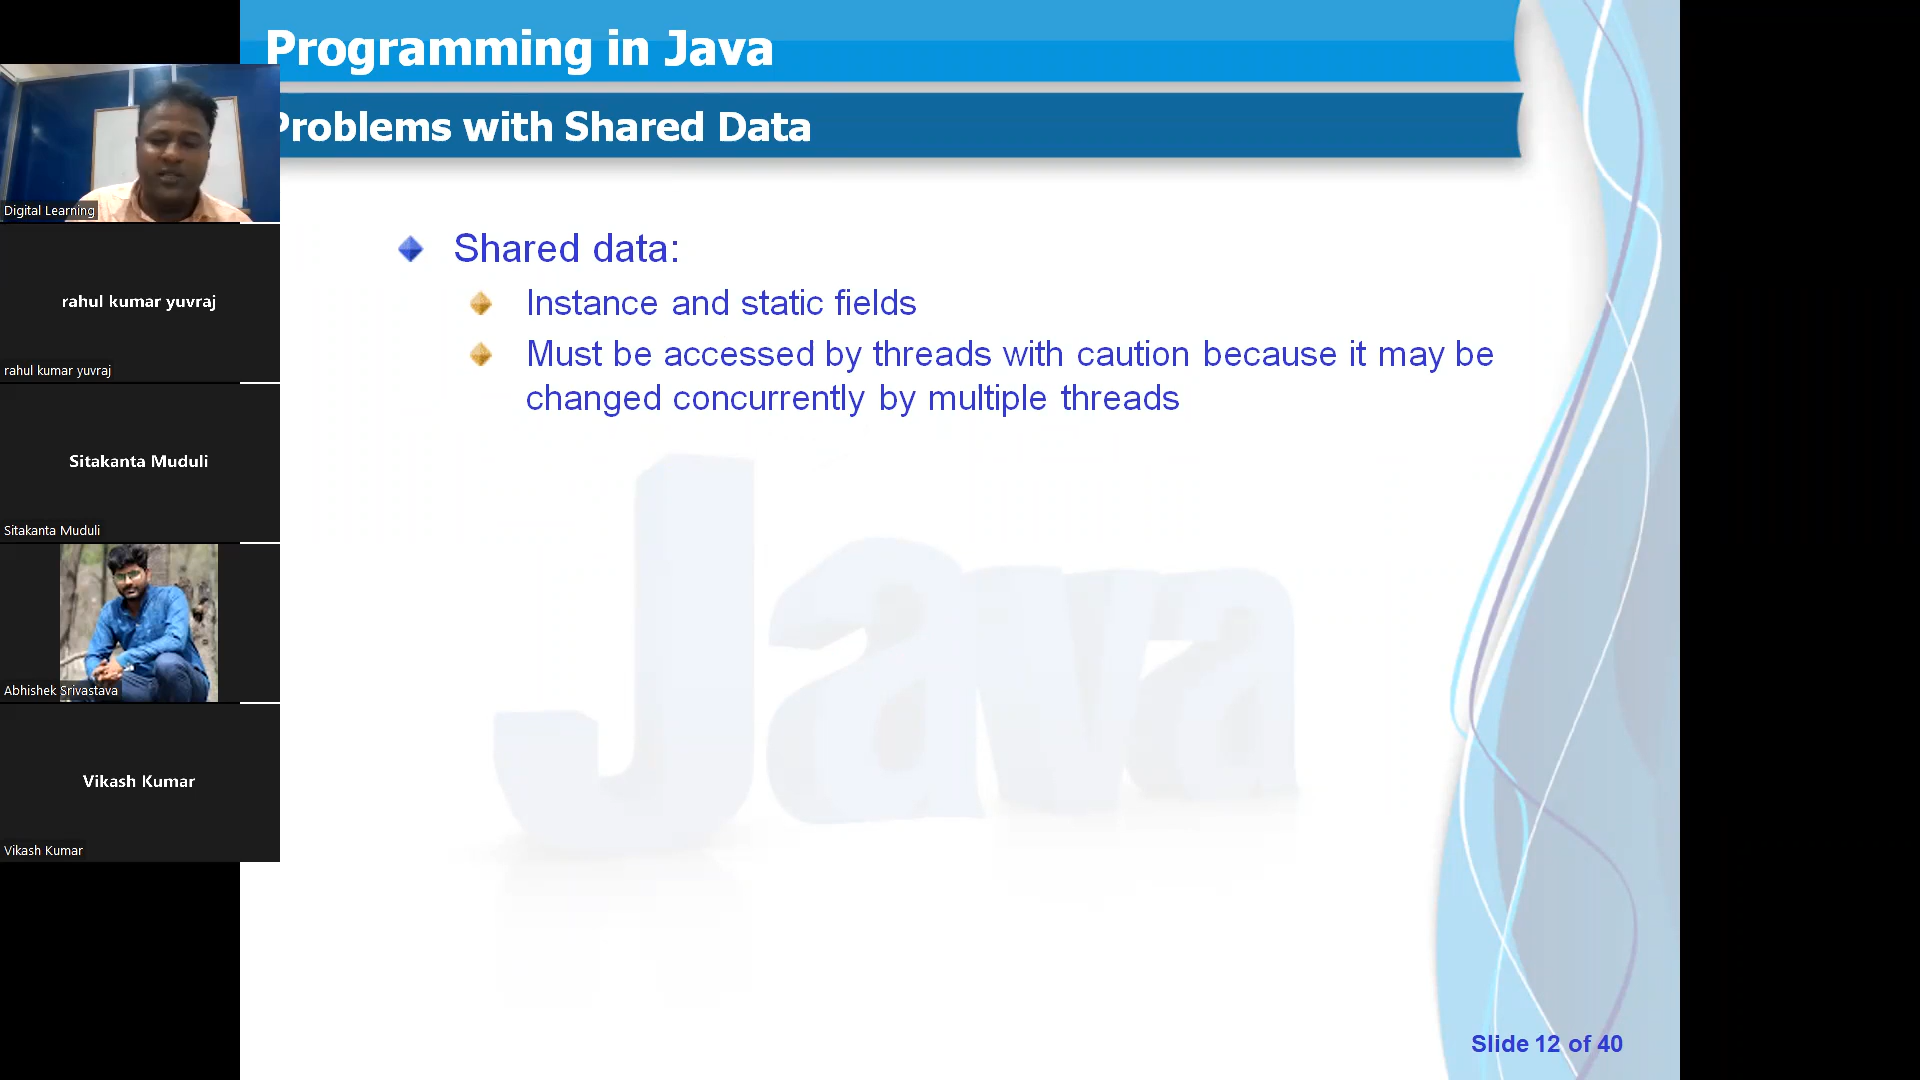 Programming in Java
Problems with Shared Data
Shared data:
Instance and static fields
Must be accessed by threads with caution because it may be
changed concurrently by multiple threads
Java
Slide 12 of 40
Digital Learning
rahul kumar yuvraj
rahul kumar yuvraj
Sitakanta Muduli
Sitakanta Muduli
Abhishek Srivastava
Vikash Kumar
Vikash Kumar